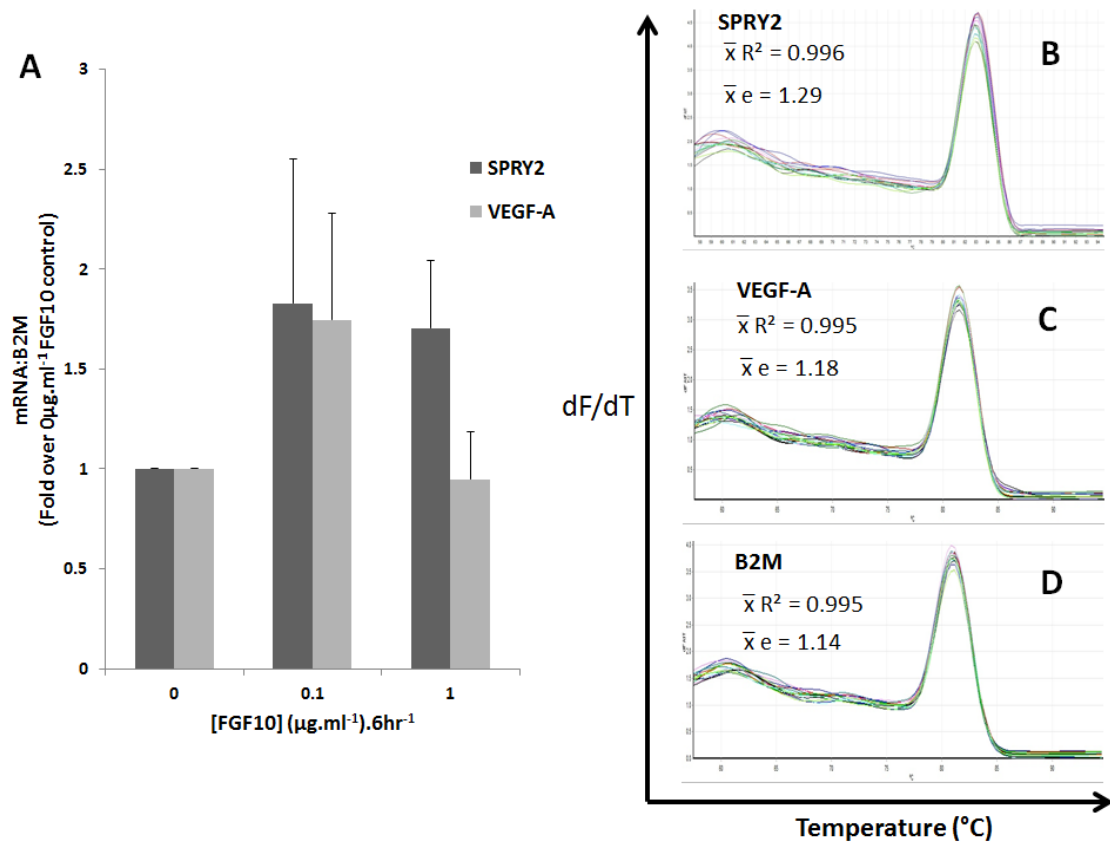 A
3
2.5
2
1.5
1
0.5
0
mRNA:B2M
(Fold over 0µg.ml⁻¹ FGF10 control)
SPRY2
VEGF-A
0
0.1
1
[FGF10] (µg.ml⁻¹).6hr⁻¹
dF/dT
SPRY2
x̅ R² = 0.996
x̅ e = 1.29
B
VEGF-A
x̅ R² = 0.995
x̅ e = 1.18
C
B2M
x̅ R² = 0.995
x̅ e = 1.14
D
Temperature (°C)